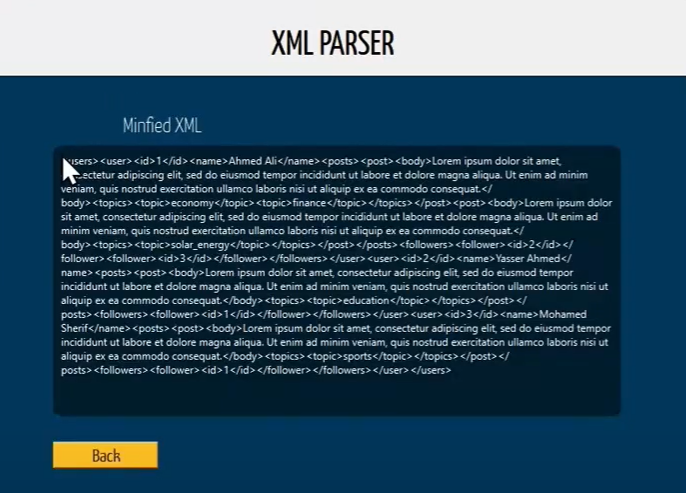 XML PARSER
Minfied XML
users><user><id>1</id><name>Ahmed Ali</name><posts><post><body>Lorem ipsum dolor sit amet,
adipiscing elit, sed do eiusmod tempor incididunt ut labore et dolore magna aliqua. Ut enim ad minim
veniam, quis nostrud exercitation ullamco laboris nisi ut aliquip ex ea commodo consequat.</
body><topics><topic>economy</topic><topic>finance</topic></topics></post><post><body>Lorem ipsum dolor
sit amet, consectetur adipiscing elit, sed do eiusmod tempor incididunt ut labore et dolore magna aliqua. Ut enim ad
minim veniam, quis nostrud exercitation ullamco laboris nisi ut aliquip ex ea commodo consequat.</
body><topics><topic>solar_energy</topic></topics></post></posts><followers><follower><id>2</id></
follower><follower><id>3</id></follower></followers></user><user><id>2</id><name>Yasser Ahmed</
name><posts><post><body>Lorem ipsum dolor sit amet, consectetur adipiscing elit, sed do eiusmod tempor
incididunt ut labore et dolore magna aliqua. Ut enim ad minim veniam, quis nostrud exercitation ullamco laboris nisi ut
aliquip ex ea commodo consequat.</body><topics><topic>education</topic></topics></post></
posts><followers><follower><id>1</id></follower></followers></user><user><id>3</id><name>Mohamed
Sherif</name><posts><post><body>Lorem ipsum dolor sit amet, consectetur adipiscing elit, sed do eiusmod tempor
incididunt ut labore et dolore magna aliqua. Ut enim ad minim veniam, quis nostrud exercitation ullamco laboris nisi ut
aliquip ex ea commodo consequat.</body><topics><topic>sports</topic></topics></post></
posts><followers><follower><id>1</id></follower></followers></user></users>
Back